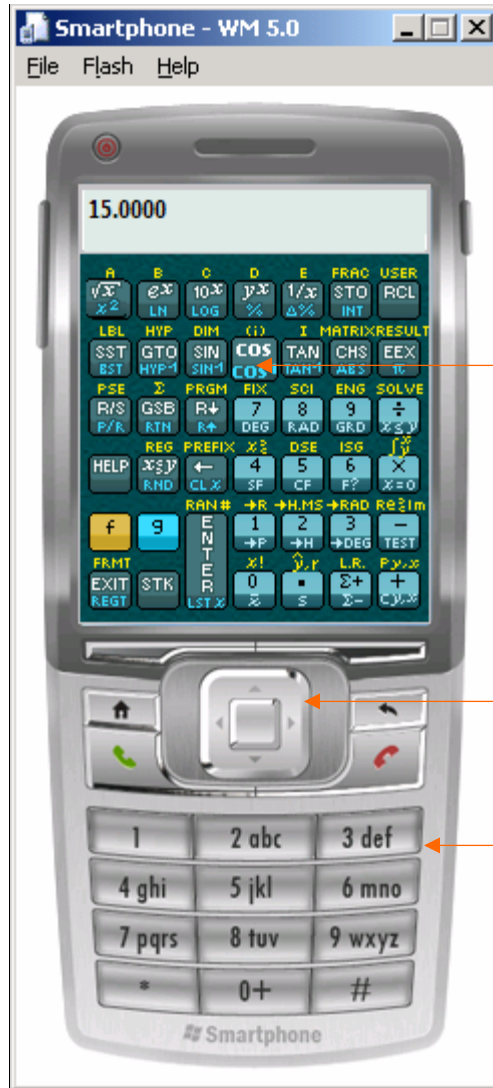 Smartphone - WM 5.0
File Flash Help
15.0000
A B C D E FRAC USER
√x eˣ 10ˣ yˣ 1/x STO RCL
x² LN LOG % Δ% INT
LBL HYP DIM (i) I MATRIX RESULT
SST GTO SIN COS TAN CHS EEX
BST HYP⁻¹ SIN⁻¹ COS TAN⁻¹ ABS π
PSE Σ PRGM FIX SCI ENG SOLVE
R/S GSB R↓ 7 8 9 ÷
P/R RTN R↑ DEG RAD GRD x≤y
REG PREFIX x≷ DSE ISG
HELP x≶y ← 4 5 6 ×
RND CLX SF CF F? x=0
RAN# →R →H.MS →RAD Re≷Im
f g ENTER 1 2 3 −
→P →H →DEG TEST
FRMT x! ŷ,r L.R. Py,x
EXIT STK 0 . Σ+ +
REGT LSTX x̄ s Σ− Cy,x
1 2 abc 3 def
4 ghi 5 jkl 6 mno
7 pqrs 8 tuv 9 wxyz
* 0+ #
Smartphone